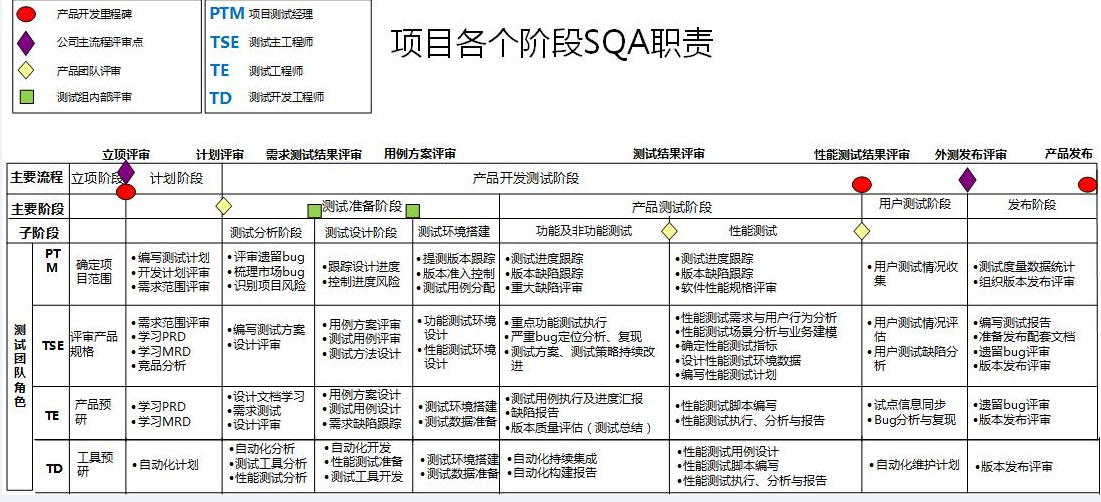 产品开发里程碑
公司主流程评审点
产品团队评审
测试组内部评审
PTM 项目测试经理
TSE 测试主工程师
TE 测试工程师
TD 测试开发工程师
项目各个阶段SQA职责
立项评审 计划评审 需求测试结果评审 用例方案评审 测试结果评审 性能测试结果评审 外测发布评审 产品发布
主要流程 立项阶段 计划阶段 产品开发测试阶段
主要阶段 测试准备阶段 产品测试阶段 用户测试阶段 发布阶段
子阶段 测试分析阶段 测试设计阶段 测试环境搭建 功能及非功能测试 性能测试
测试团队角色
PT
M
确定项
目范围
•编写测试计划
•开发计划评审
•需求范围评审
•评审遗留bug
•梳理市场bug
•识别项目风险
•跟踪设计进度
•控制进度风险
•提测版本跟踪
•版本准入控制
•测试用例分配
•测试进度跟踪
•版本缺陷跟踪
•重大缺陷评审
•测试进度跟踪
•版本缺陷跟踪
•软件性能规格评审
•用户测试情况收
集
•测试度量数据统计
•组织版本发布评审
TSE
评审产品
规格
•需求范围评审
•学习PRD
•学习MRD
•竞品分析
•编写测试方案
•设计评审
•用例方案评审
•测试用例评审
•测试方法设计
•功能测试环境
设计
•性能测试环境
设计
•重点功能测试执行
•严重bug定位分析、复现
•测试方案、测试策略持续改
进
•性能测试需求与用户行为分析
•性能测试场景分析与业务建模
•确定性能测试指标
•设计性能测试环境数据
•编写性能测试计划
•用户测试情况评
估
•用户测试缺陷分
析
•编写测试报告
•准备发布配套文档
•遗留bug评审
•版本发布评审
TE
产品预
研
•学习PRD
•学习MRD
•设计文档学习
•需求测试
•设计评审
•用例方案设计
•测试用例设计
•需求缺陷跟踪
•测试环境搭建
•测试数据准备
•测试用例执行及进度汇报
•缺陷报告
•版本质量评估（测试总结）
•性能测试脚本编写
•性能测试执行、分析与报告
•试点信息同步
•Bug分析与复现
•遗留bug评审
•版本发布评审
TD
工具预
研
•自动化计划
•自动化分析
•测试工具分析
•性能测试分析
•自动化开发
•性能测试准备
•测试工具开发
•测试环境搭建
•测试数据准备
•自动化持续集成
•自动化构建报告
•性能测试用例设计
•性能测试脚本编写
•性能测试执行、分析与报告
•自动化维护计划
•版本发布评审